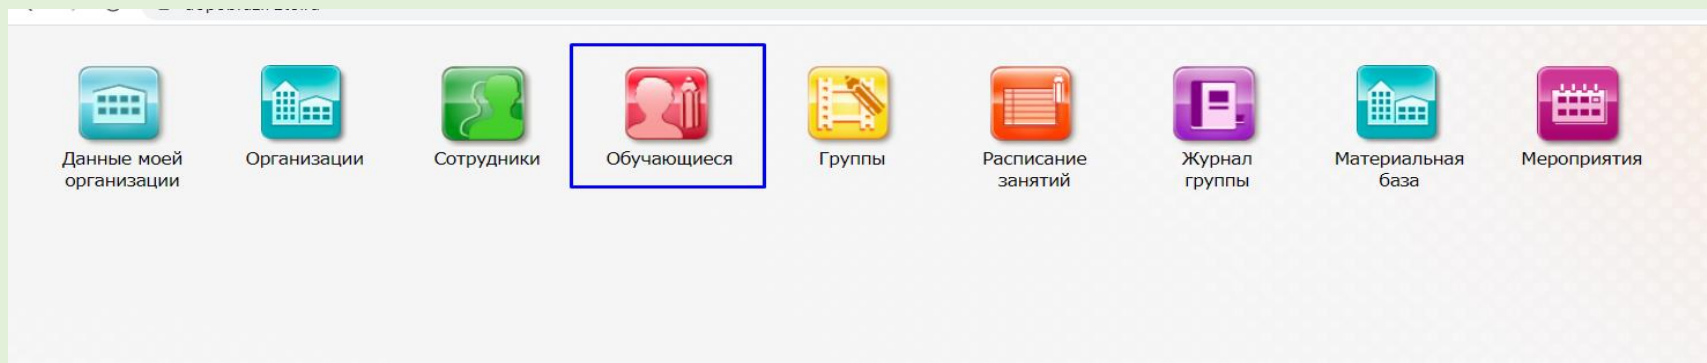 Данные моей
организации
Организации
Сотрудники
Обучающиеся
Группы
Расписание
занятий
Журнал
группы
Материальная
база
Мероприятия